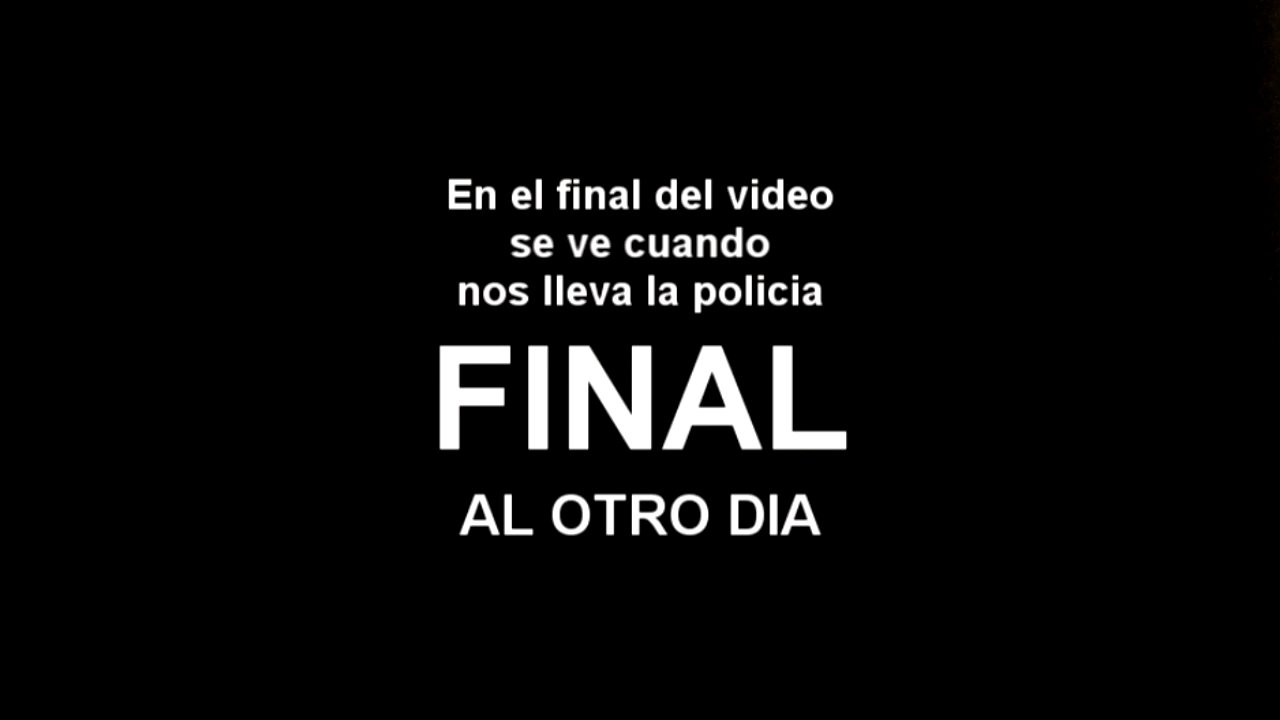 En el final del video
se ve cuando
nos lleva la policia
FINAL
AL OTRO DIA